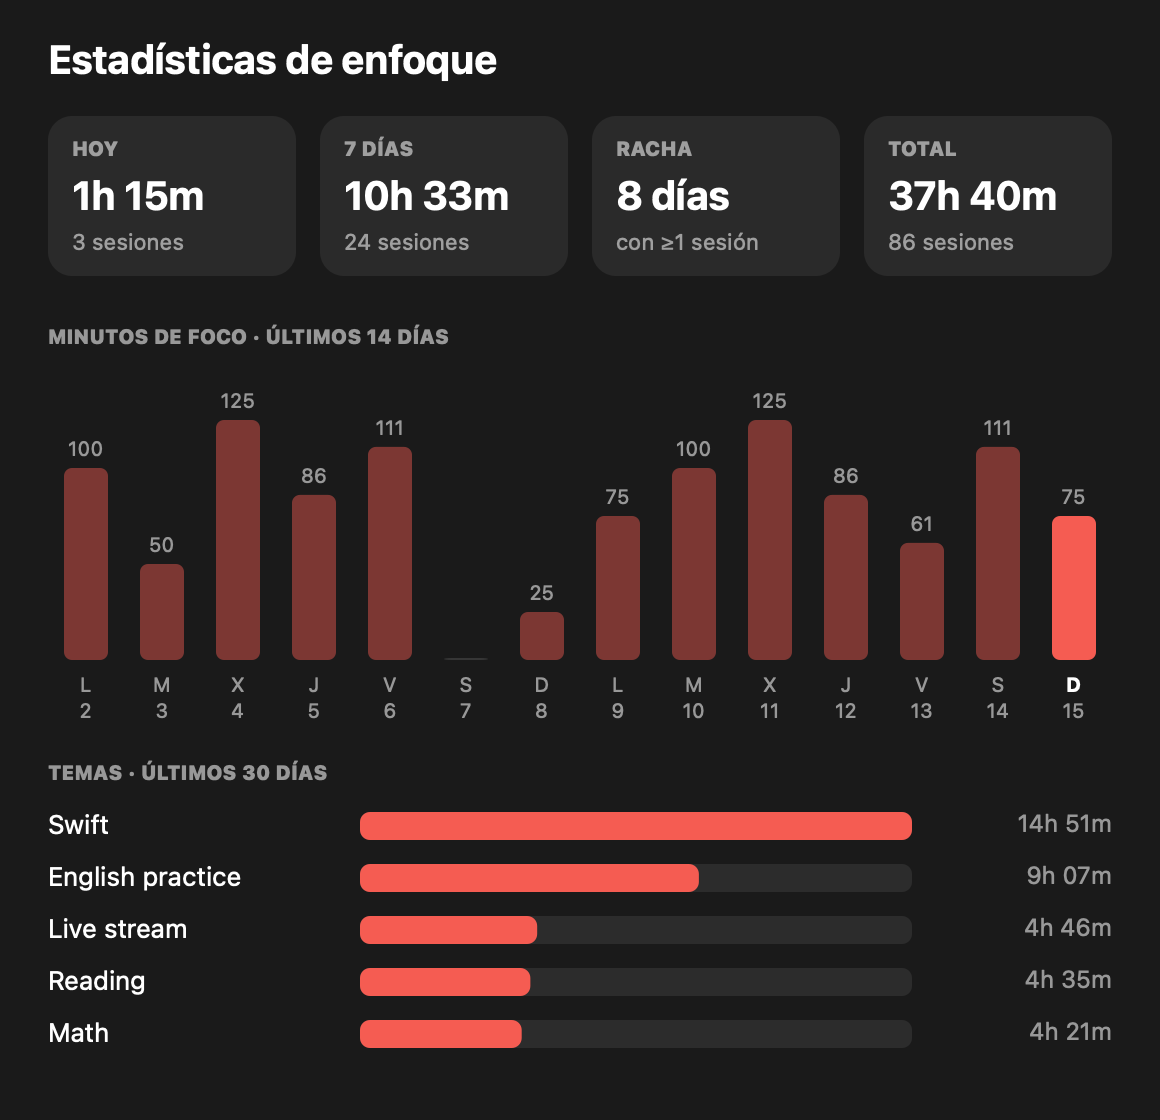 Estadísticas de enfoque
HOY
1h 15m
3 sesiones
7 DÍAS
10h 33m
24 sesiones
RACHA
8 días
con ≥1 sesión
TOTAL
37h 40m
86 sesiones
MINUTOS DE FOCO · ÚLTIMOS 14 DÍAS
100 50 125 86 111 25 75 100 125 86 61 111 75
L M X J V S D L M X J V S D
2 3 4 5 6 7 8 9 10 11 12 13 14 15
TEMAS · ÚLTIMOS 30 DÍAS
Swift 14h 51m
English practice 9h 07m
Live stream 4h 46m
Reading 4h 35m
Math 4h 21m